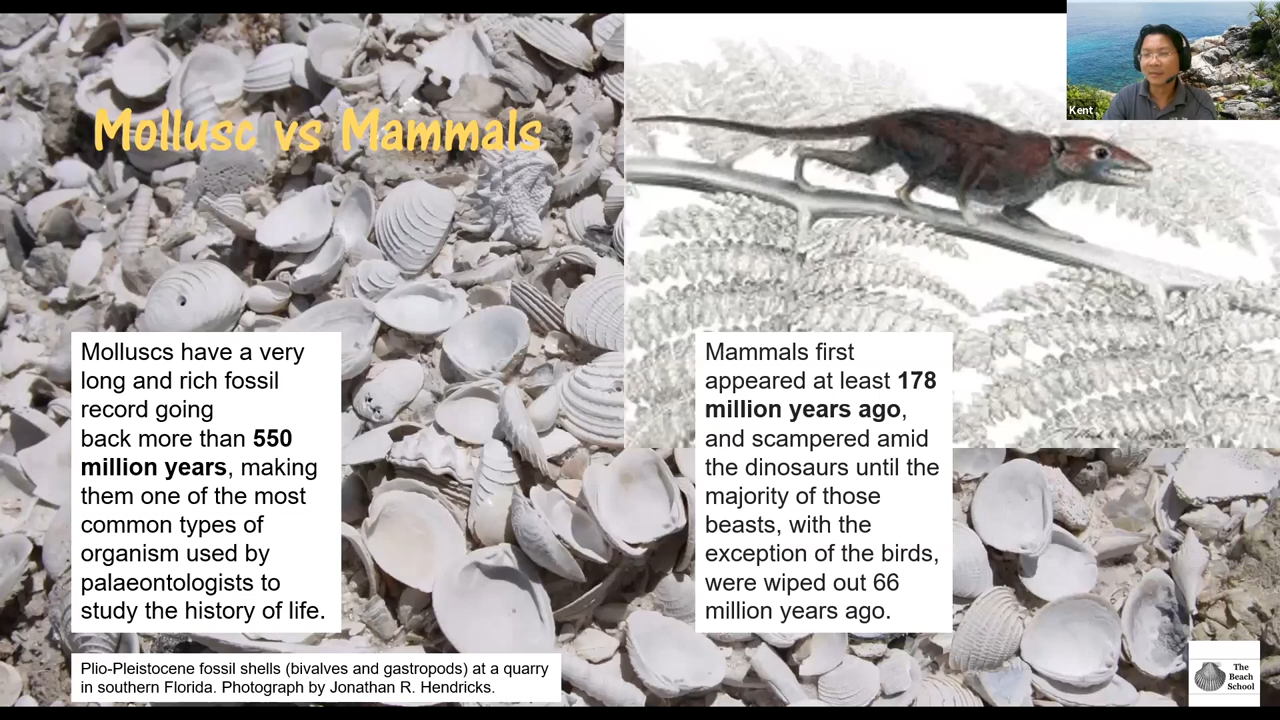 Kent
Mollusc vs Mammals
Molluscs have a very
long and rich fossil
record going
back more than 550
million years, making
them one of the most
common types of
organism used by
palaeontologists to
study the history of life.
Mammals first
appeared at least 178
million years ago,
and scampered amid
the dinosaurs until the
majority of those
beasts, with the
exception of the birds,
were wiped out 66
million years ago.
Plio-Pleistocene fossil shells (bivalves and gastropods) at a quarry
in southern Florida. Photograph by Jonathan R. Hendricks.
The
Beach
School